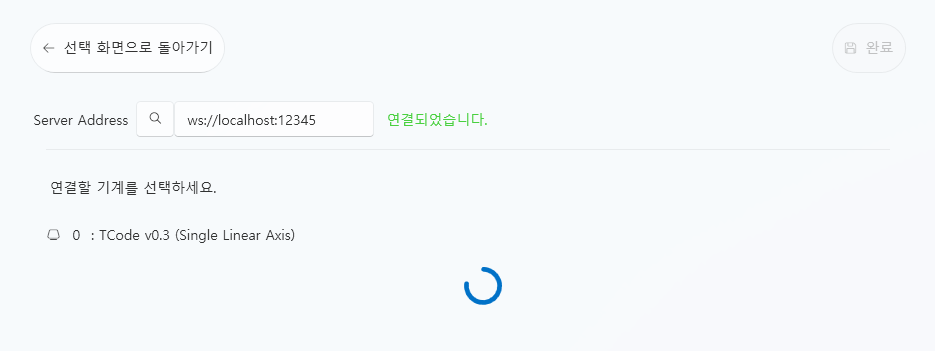 ← 선택 화면으로 돌아가기
완료
Server Address ws://localhost:12345 연결되었습니다.
연결할 기계를 선택하세요.
0 : TCode v0.3 (Single Linear Axis)